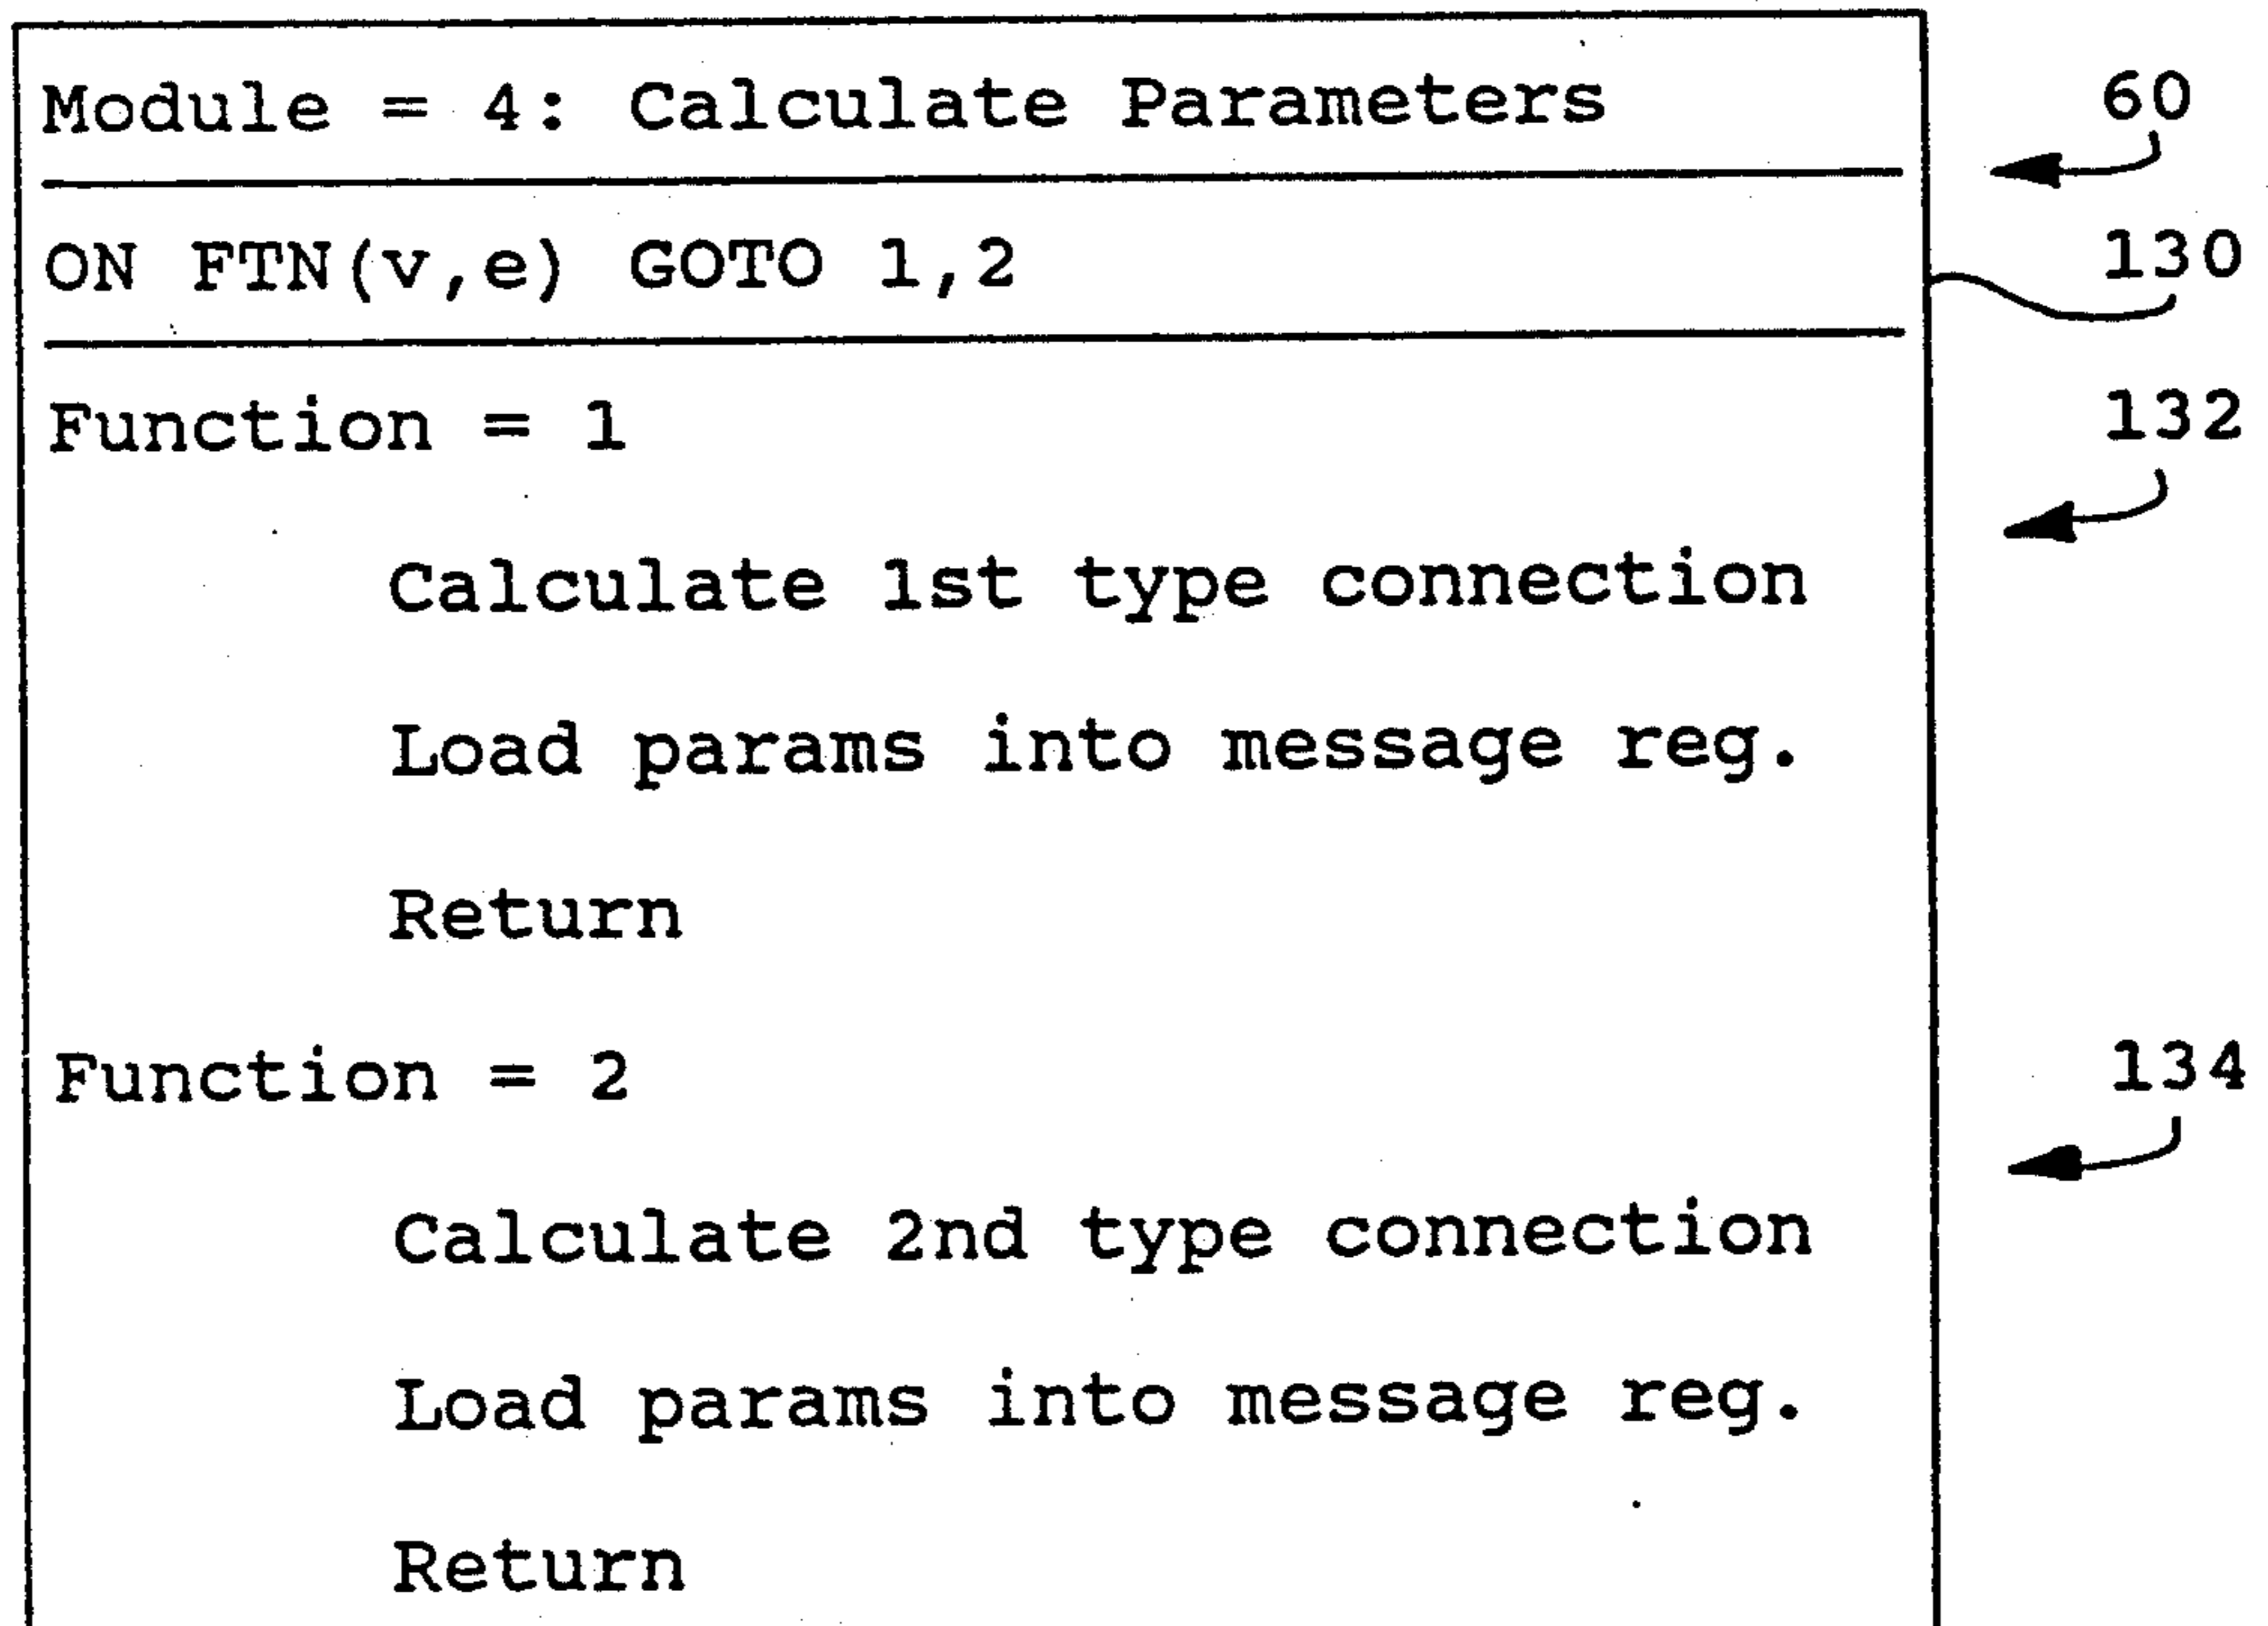 Module = 4: Calculate Parameters 60
ON FTN(v,e) GOTO 1,2 130
Function = 1 132
Calculate 1st type connection
Load params into message reg.
Return
Function = 2 134
Calculate 2nd type connection
Load params into message reg.
Return